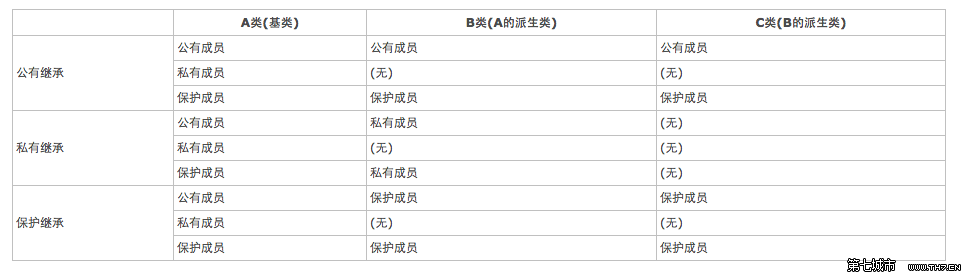 A类(基类) B类(A的派生类) C类(B的派生类)
公有继承 公有成员 公有成员 公有成员
私有成员 (无) (无)
保护成员 保护成员 保护成员
私有继承 公有成员 私有成员 (无)
私有成员 (无) (无)
保护成员 私有成员 (无)
保护继承 公有成员 保护成员 保护成员
私有成员 (无) (无)
保护成员 保护成员 保护成员
第七城市 WWW.TH7.CN